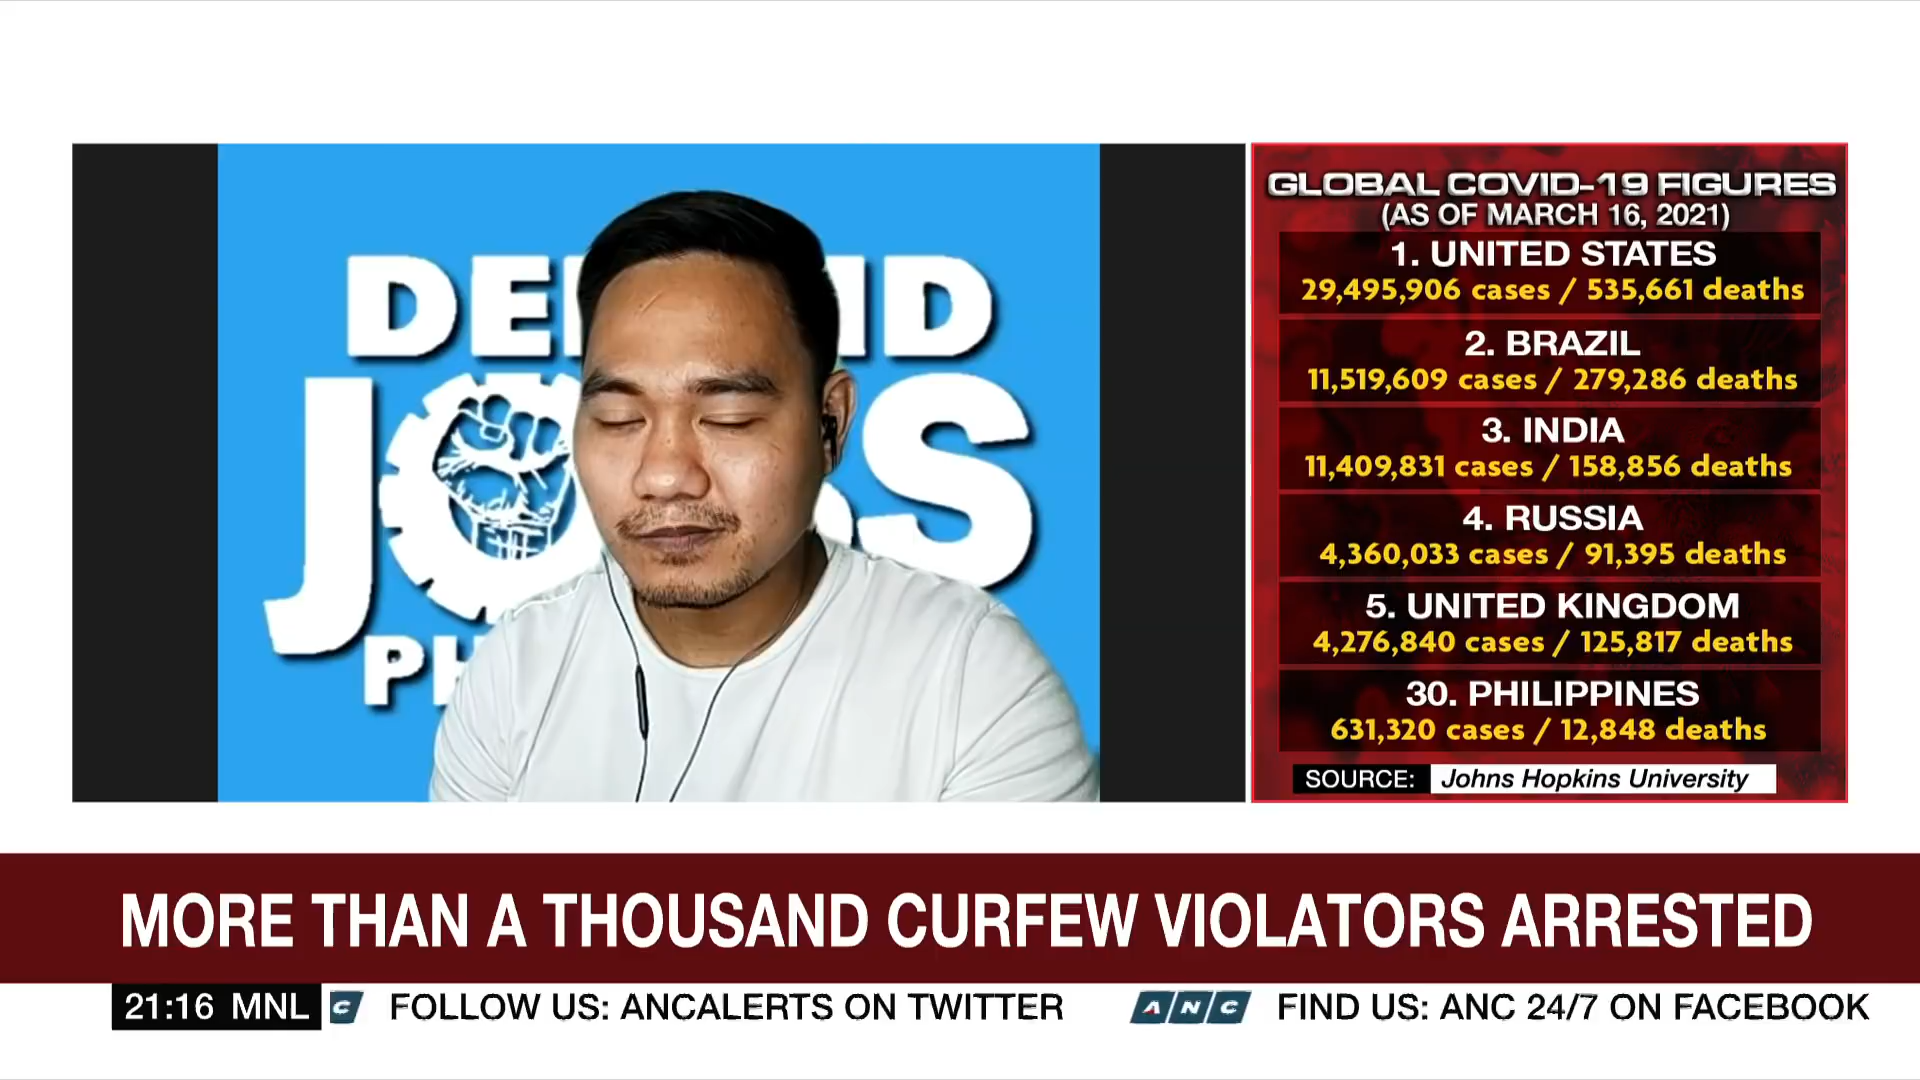 JOBS
GLOBAL COVID-19 FIGURES
(AS OF MARCH 16, 2021)
1. UNITED STATES
29,495,906 cases / 535,661 deaths
2. BRAZIL
11,519,609 cases / 279,286 deaths
3. INDIA
11,409,831 cases / 158,856 deaths
4. RUSSIA
4,360,033 cases / 91,395 deaths
5. UNITED KINGDOM
4,276,840 cases / 125,817 deaths
30. PHILIPPINES
631,320 cases / 12,848 deaths
SOURCE: Johns Hopkins University
MORE THAN A THOUSAND CURFEW VIOLATORS ARRESTED
21:16 MNL C FOLLOW US: ANCALERTS ON TWITTER ANC FIND US: ANC 24/7 ON FACEBOOK